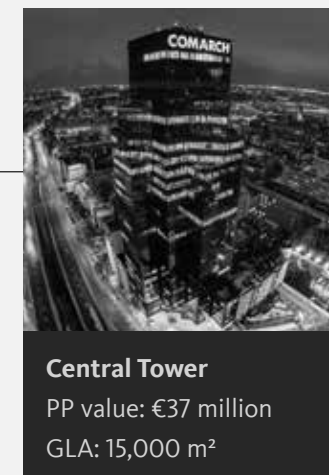 COMARCH
Central Tower
PP value: €37 million
GLA: 15,000 m²